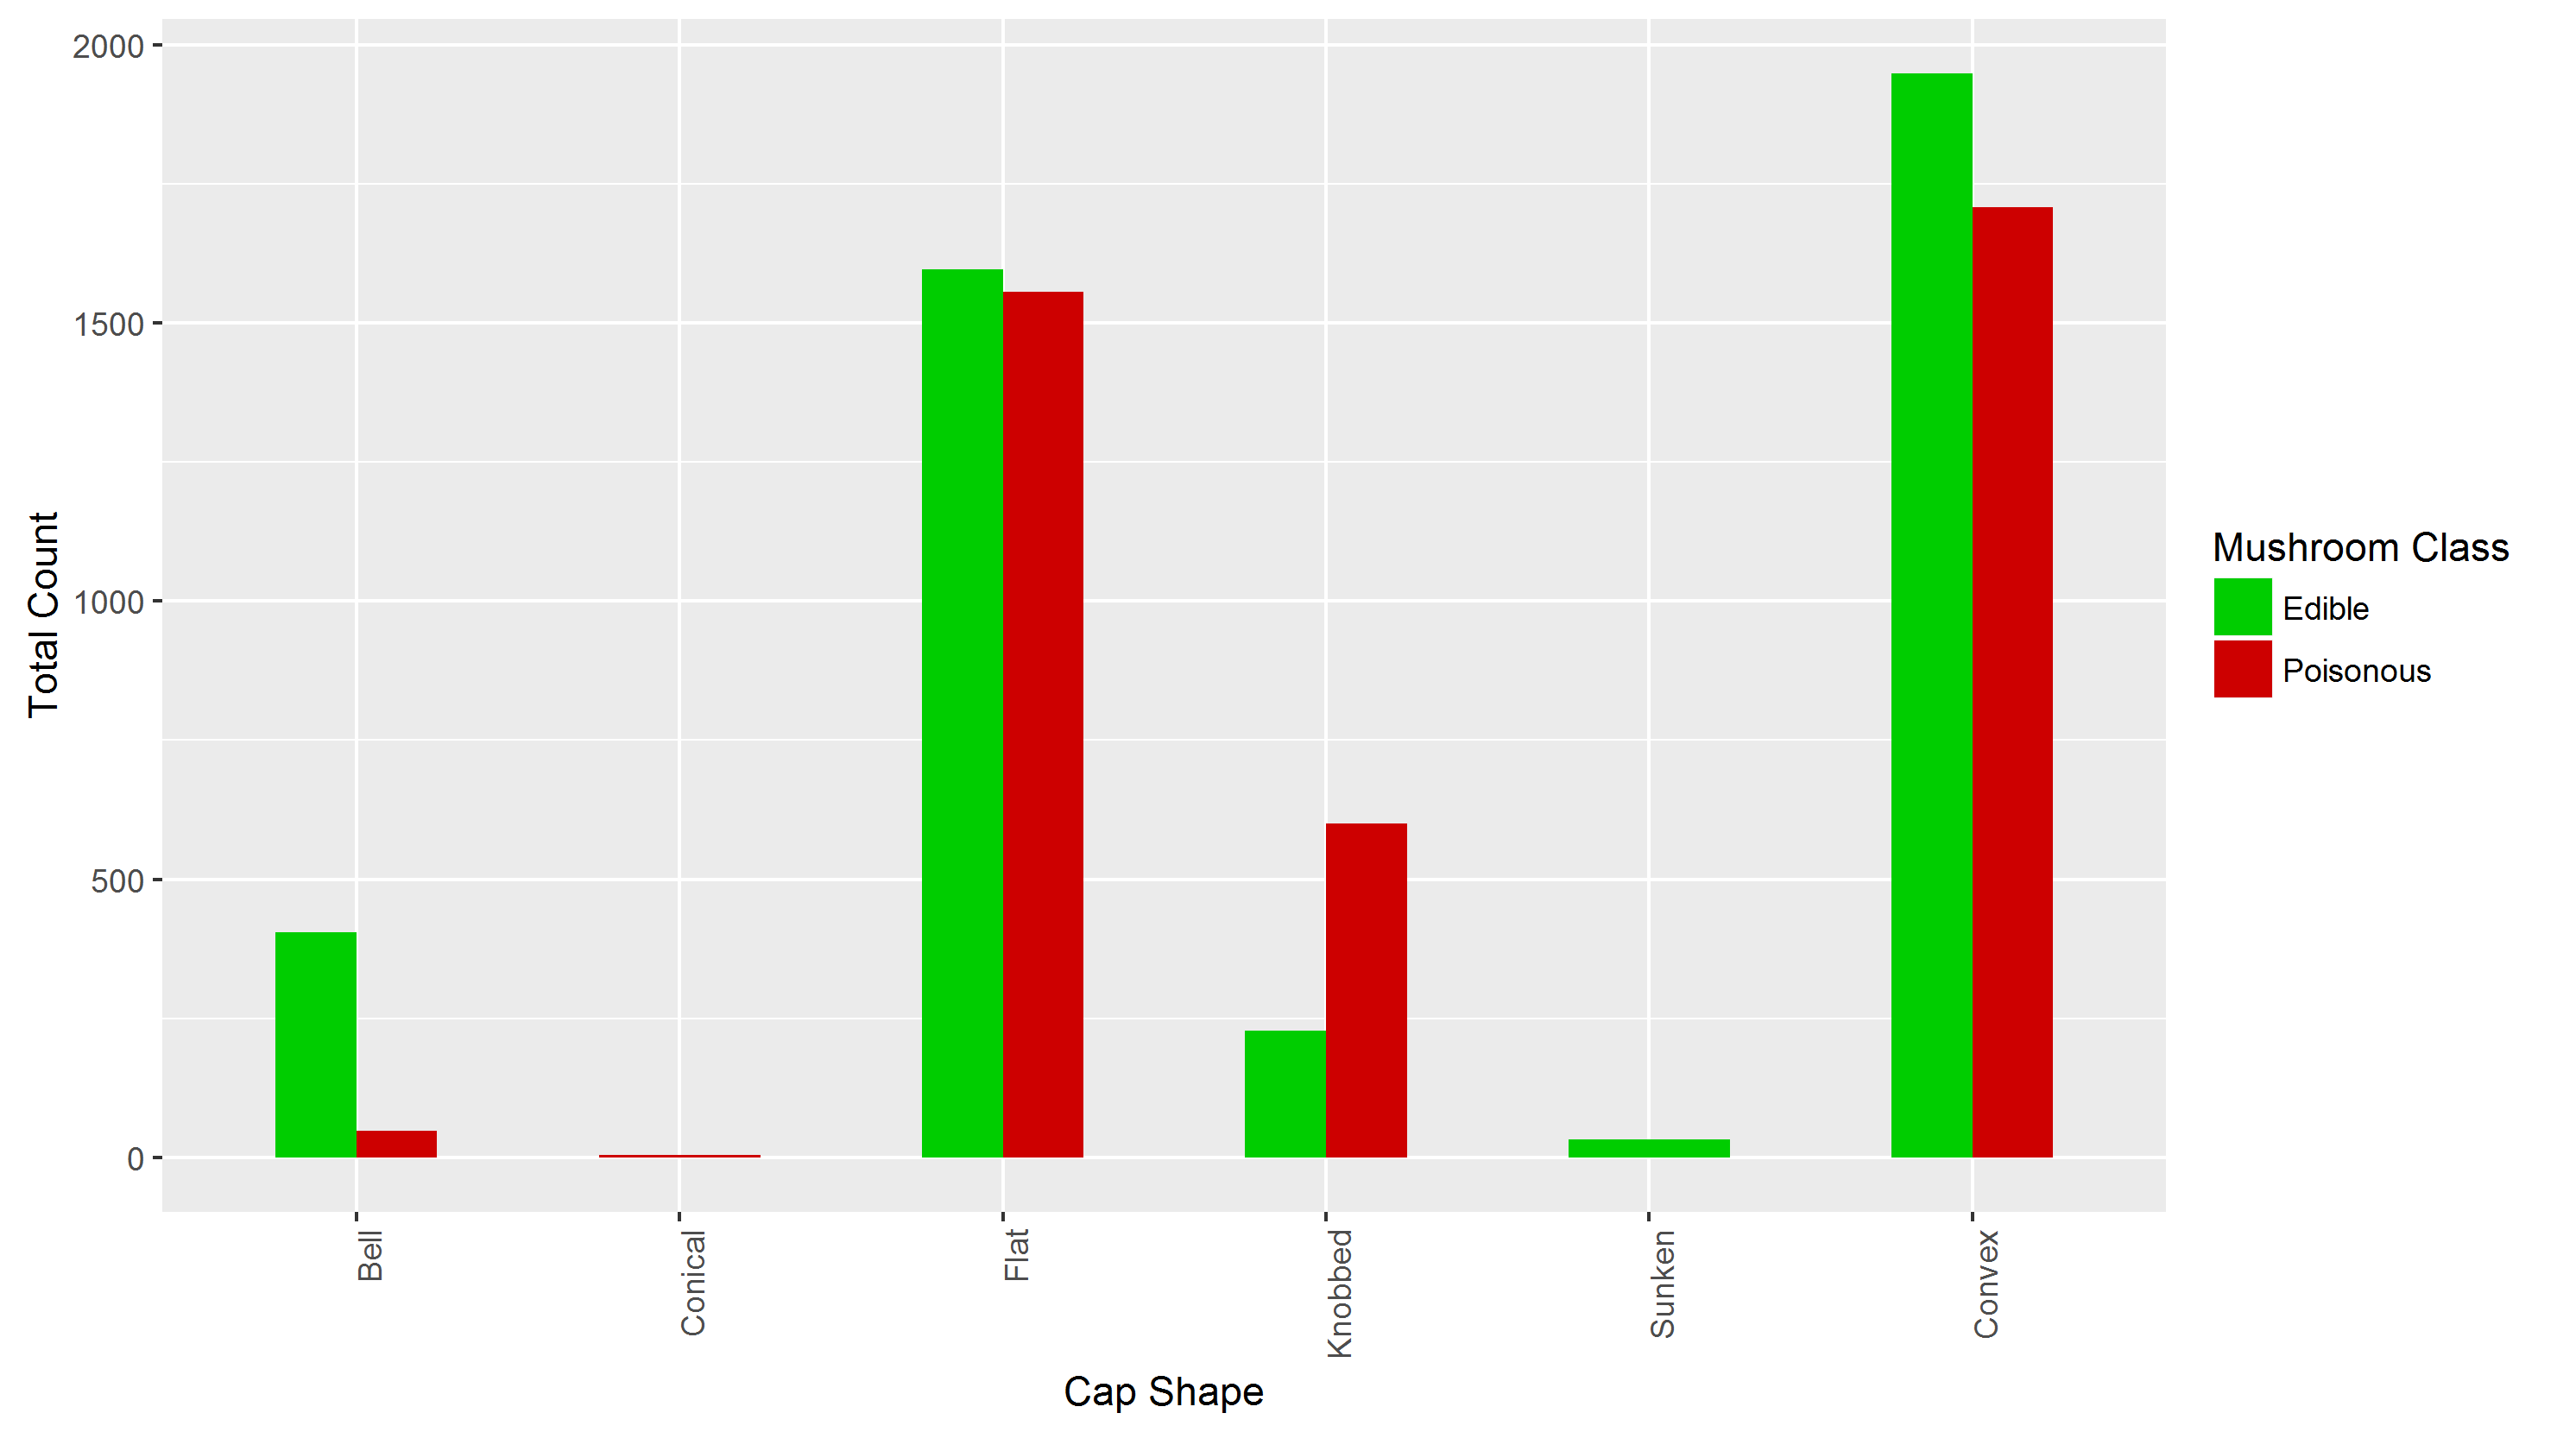 2000
1500
1000
500
0
Total Count
Bell
Conical
Flat
Knobbed
Sunken
Convex
Cap Shape
Mushroom Class
Edible
Poisonous